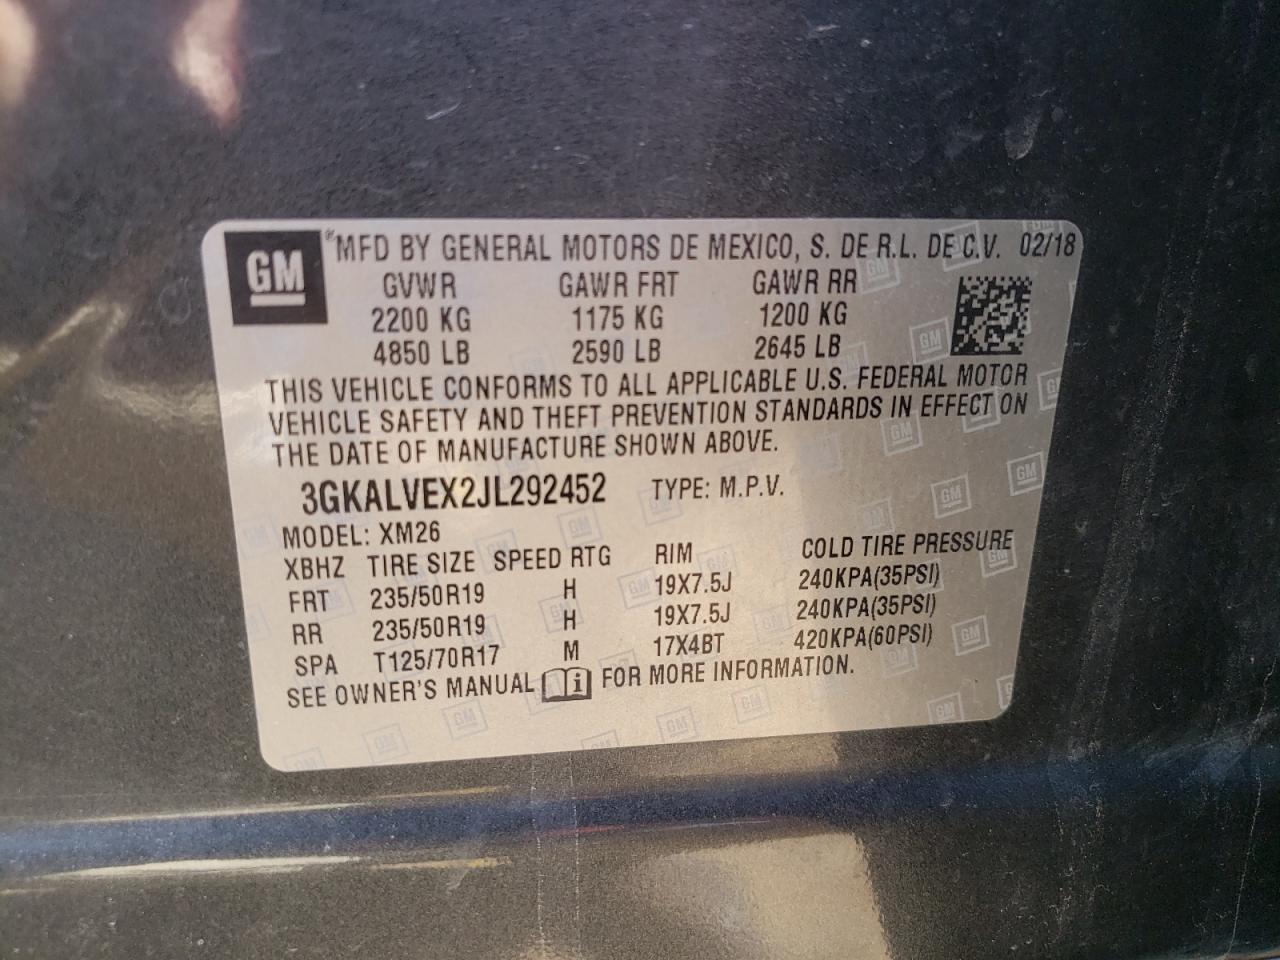 GM
®MFD BY GENERAL MOTORS DE MEXICO, S. DE R.L. DE C.V. 02/18
GVWR GAWR FRT GAWR RR
2200 KG 1175 KG 1200 KG
4850 LB 2590 LB 2645 LB
THIS VEHICLE CONFORMS TO ALL APPLICABLE U.S. FEDERAL MOTOR
VEHICLE SAFETY AND THEFT PREVENTION STANDARDS IN EFFECT ON
THE DATE OF MANUFACTURE SHOWN ABOVE.
3GKALVEX2JL292452 TYPE: M.P.V.
MODEL: XM26
XBHZ TIRE SIZE SPEED RTG RIM COLD TIRE PRESSURE
FRT 235/50R19 H 19X7.5J 240KPA(35PSI)
RR 235/50R19 H 19X7.5J 240KPA(35PSI)
SPA T125/70R17 M 17X4BT 420KPA(60PSI)
SEE OWNER'S MANUAL i FOR MORE INFORMATION.